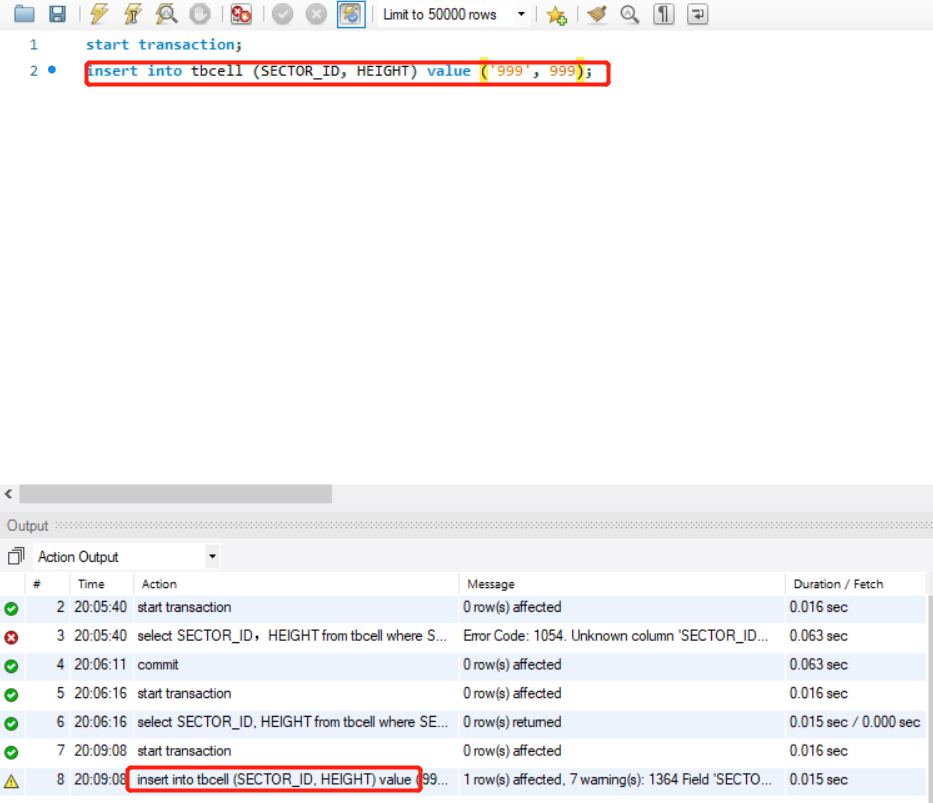 Limit to 50000 rows
1 start transaction;
2 insert into tbcell (SECTOR_ID, HEIGHT) value ('999', 999);
Output
Action Output
# Time Action Message Duration / Fetch
2 20:05:40 start transaction 0 row(s) affected 0.016 sec
3 20:05:40 select SECTOR_ID，HEIGHT from tbcell where S... Error Code: 1054. Unknown column 'SECTOR_ID... 0.063 sec
4 20:06:11 commit 0 row(s) affected 0.063 sec
5 20:06:16 start transaction 0 row(s) affected 0.016 sec
6 20:06:16 select SECTOR_ID, HEIGHT from tbcell where SE... 0 row(s) returned 0.015 sec / 0.000 sec
7 20:09:08 start transaction 0 row(s) affected 0.016 sec
8 20:09:08 insert into tbcell (SECTOR_ID, HEIGHT) value ('99... 1 row(s) affected, 7 warning(s): 1364 Field 'SECTO... 0.015 sec